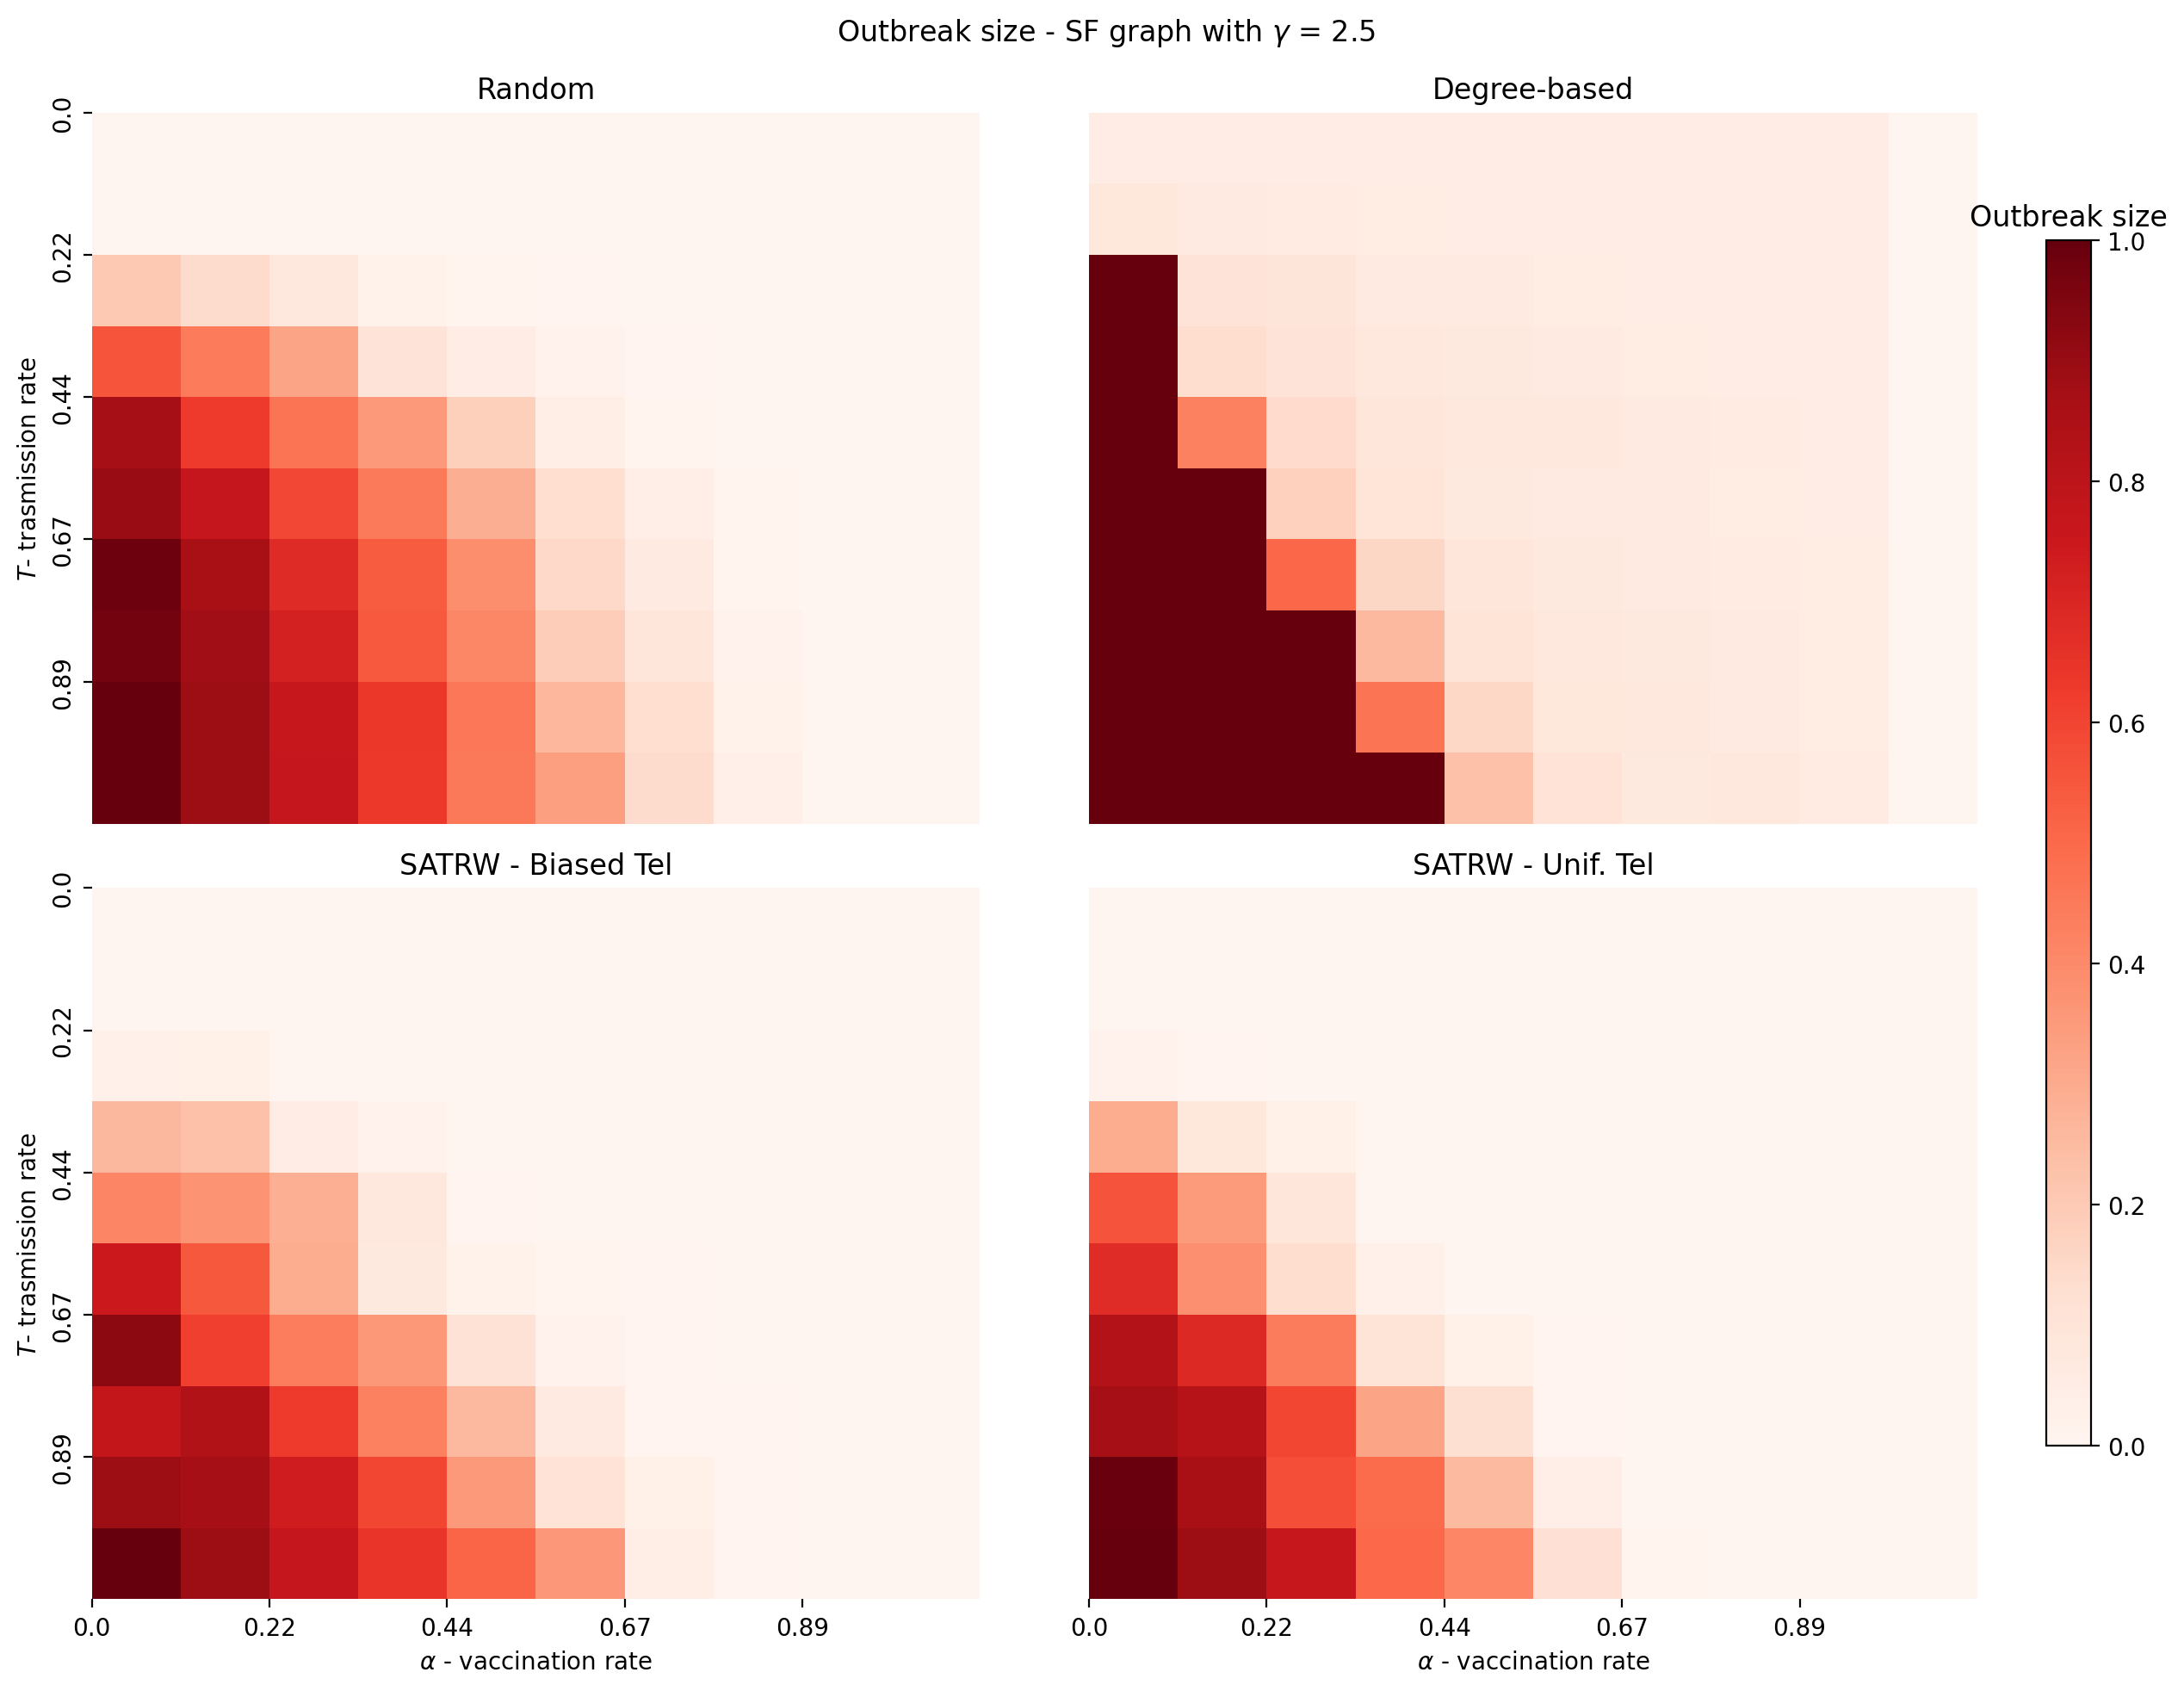 Outbreak size - SF graph with γ = 2.5
Random
Degree-based
0.0
0.22
0.44
0.67
0.89
T- trasmission rate
Outbreak size
1.0
0.8
0.6
0.4
0.2
0.0
SATRW - Biased Tel
SATRW - Unif. Tel
0.0
0.22
0.44
0.67
0.89
T- trasmission rate
0.0 0.22 0.44 0.67 0.89
α - vaccination rate
0.0 0.22 0.44 0.67 0.89
α - vaccination rate